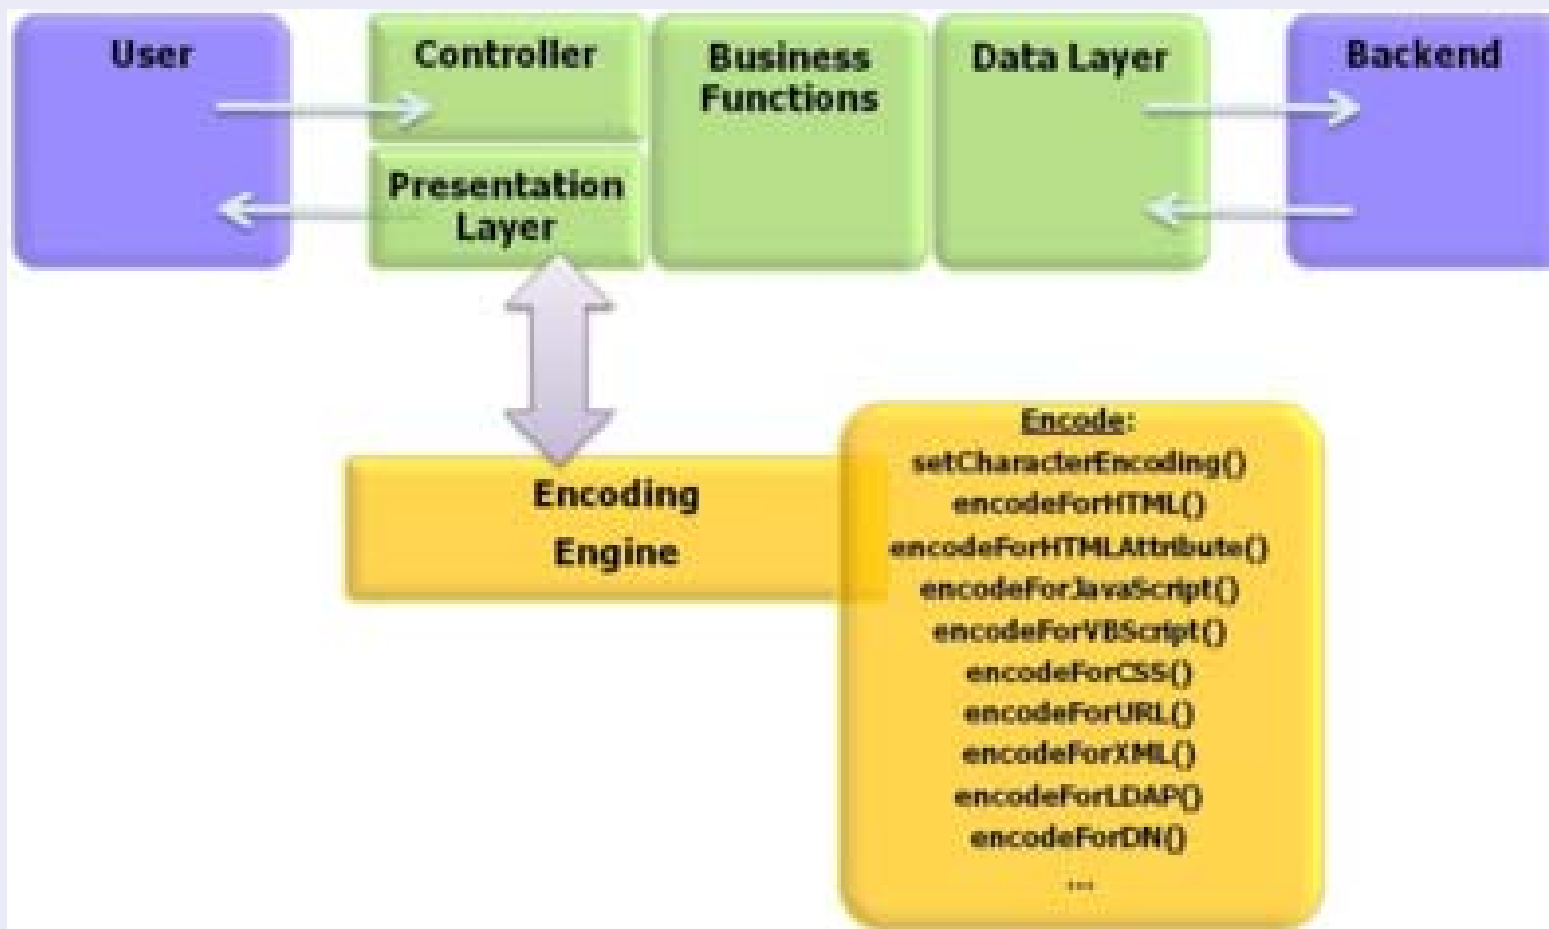 User
Controller
Business
Functions
Data Layer
Backend
Presentation
Layer
Encoding
Engine
Encode:
setCharacterEncoding()
encodeForHTML()
encodeForHTMLAttribute()
encodeForJavaScript()
encodeForVBScript()
encodeForCSS()
encodeForURL()
encodeForXML()
encodeForLDAP()
encodeForDN()
...